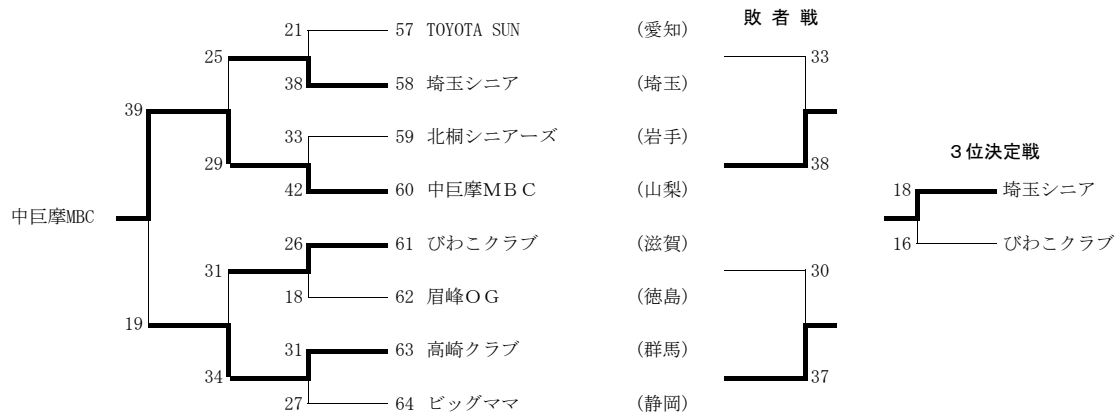 敗 者 戦
21 57 TOYOTA SUN (愛知)
25 33
38 58 埼玉シニア (埼玉)
39
33 59 北桐シニアーズ (岩手)
３位決定戦
29 38
42 60 中巨摩ＭＢＣ (山梨)
18 埼玉シニア
中巨摩MBC
26 61 びわこクラブ (滋賀)
16 びわこクラブ
31 30
18 62 眉峰ＯＧ (徳島)
19
31 63 高崎クラブ (群馬)
34 37
27 64 ビッグママ (静岡)